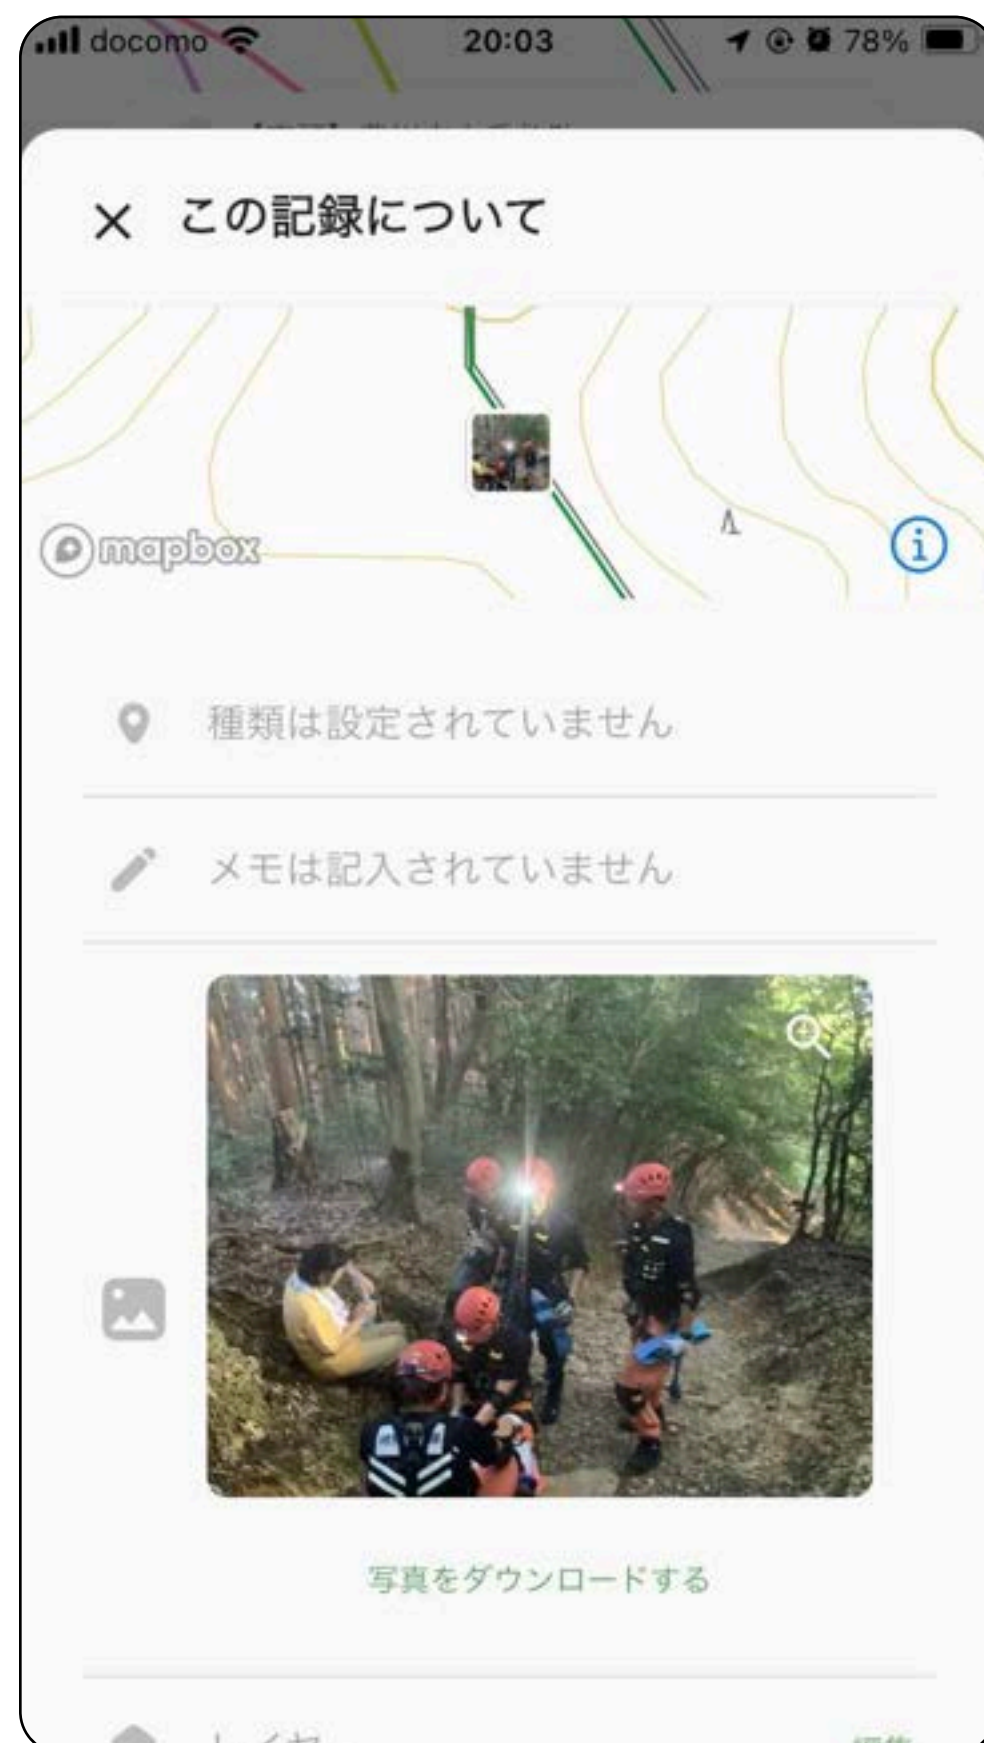 docomo 20:03 78%
この記録について
mapbox
種類は設定されていません
メモは記入されていません
写真をダウンロードする